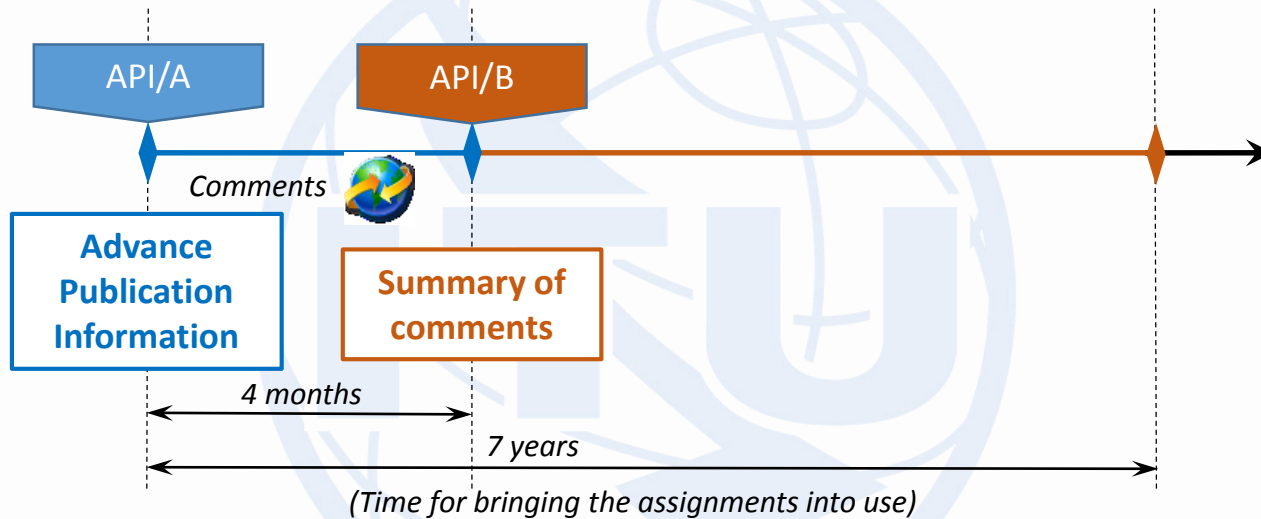 API/A
API/B
Comments
Advance
Publication
Information
Summary of
comments
4 months
7 years
(Time for bringing the assignments into use)
ITU